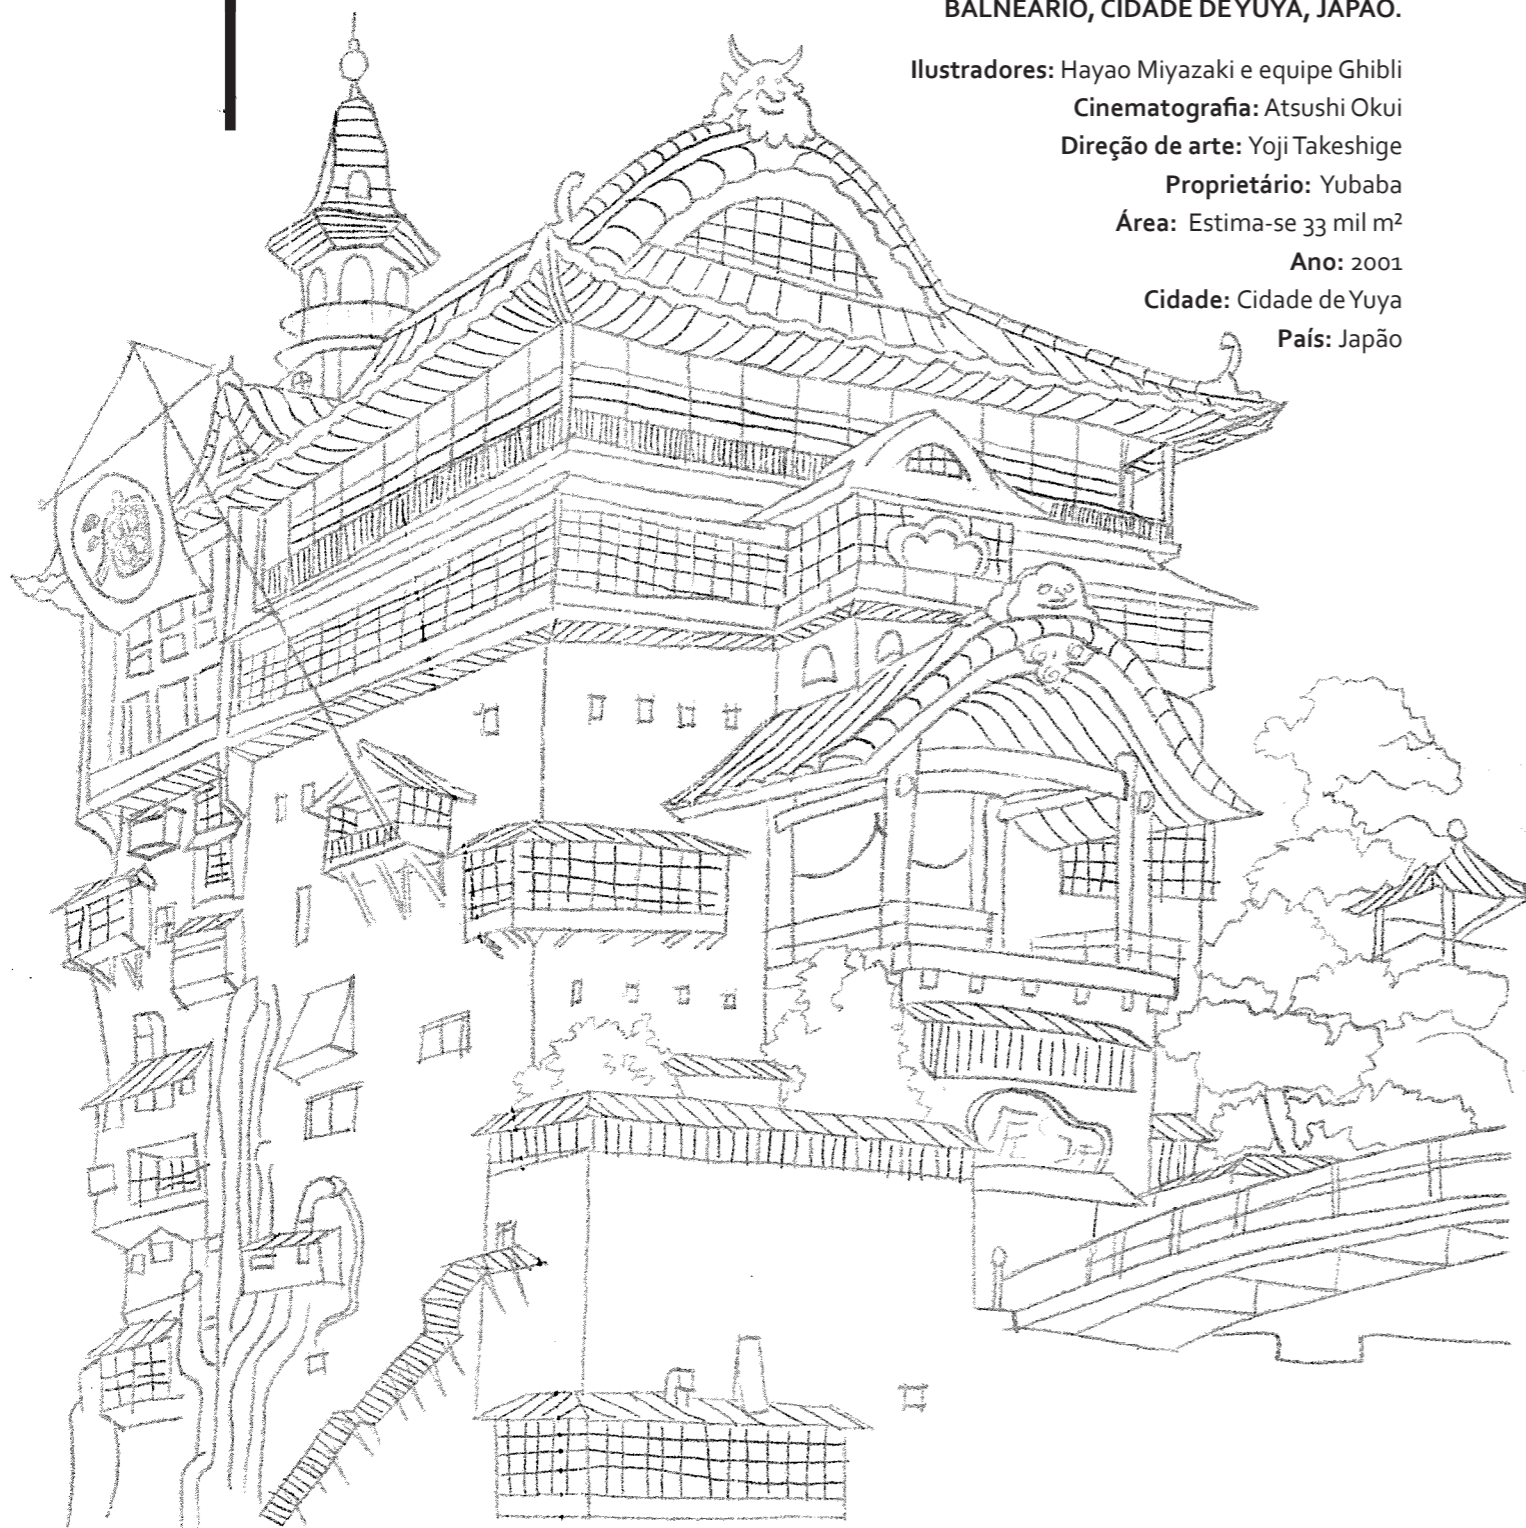 BALNEÁRIO, CIDADE DE YUYA, JAPÃO.
Ilustradores: Hayao Miyazaki e equipe Ghibli
Cinematografia: Atsushi Okui
Direção de arte: Yoji Takeshige
Proprietário: Yubaba
Área: Estima-se 33 mil m²
Ano: 2001
Cidade: Cidade de Yuya
País: Japão